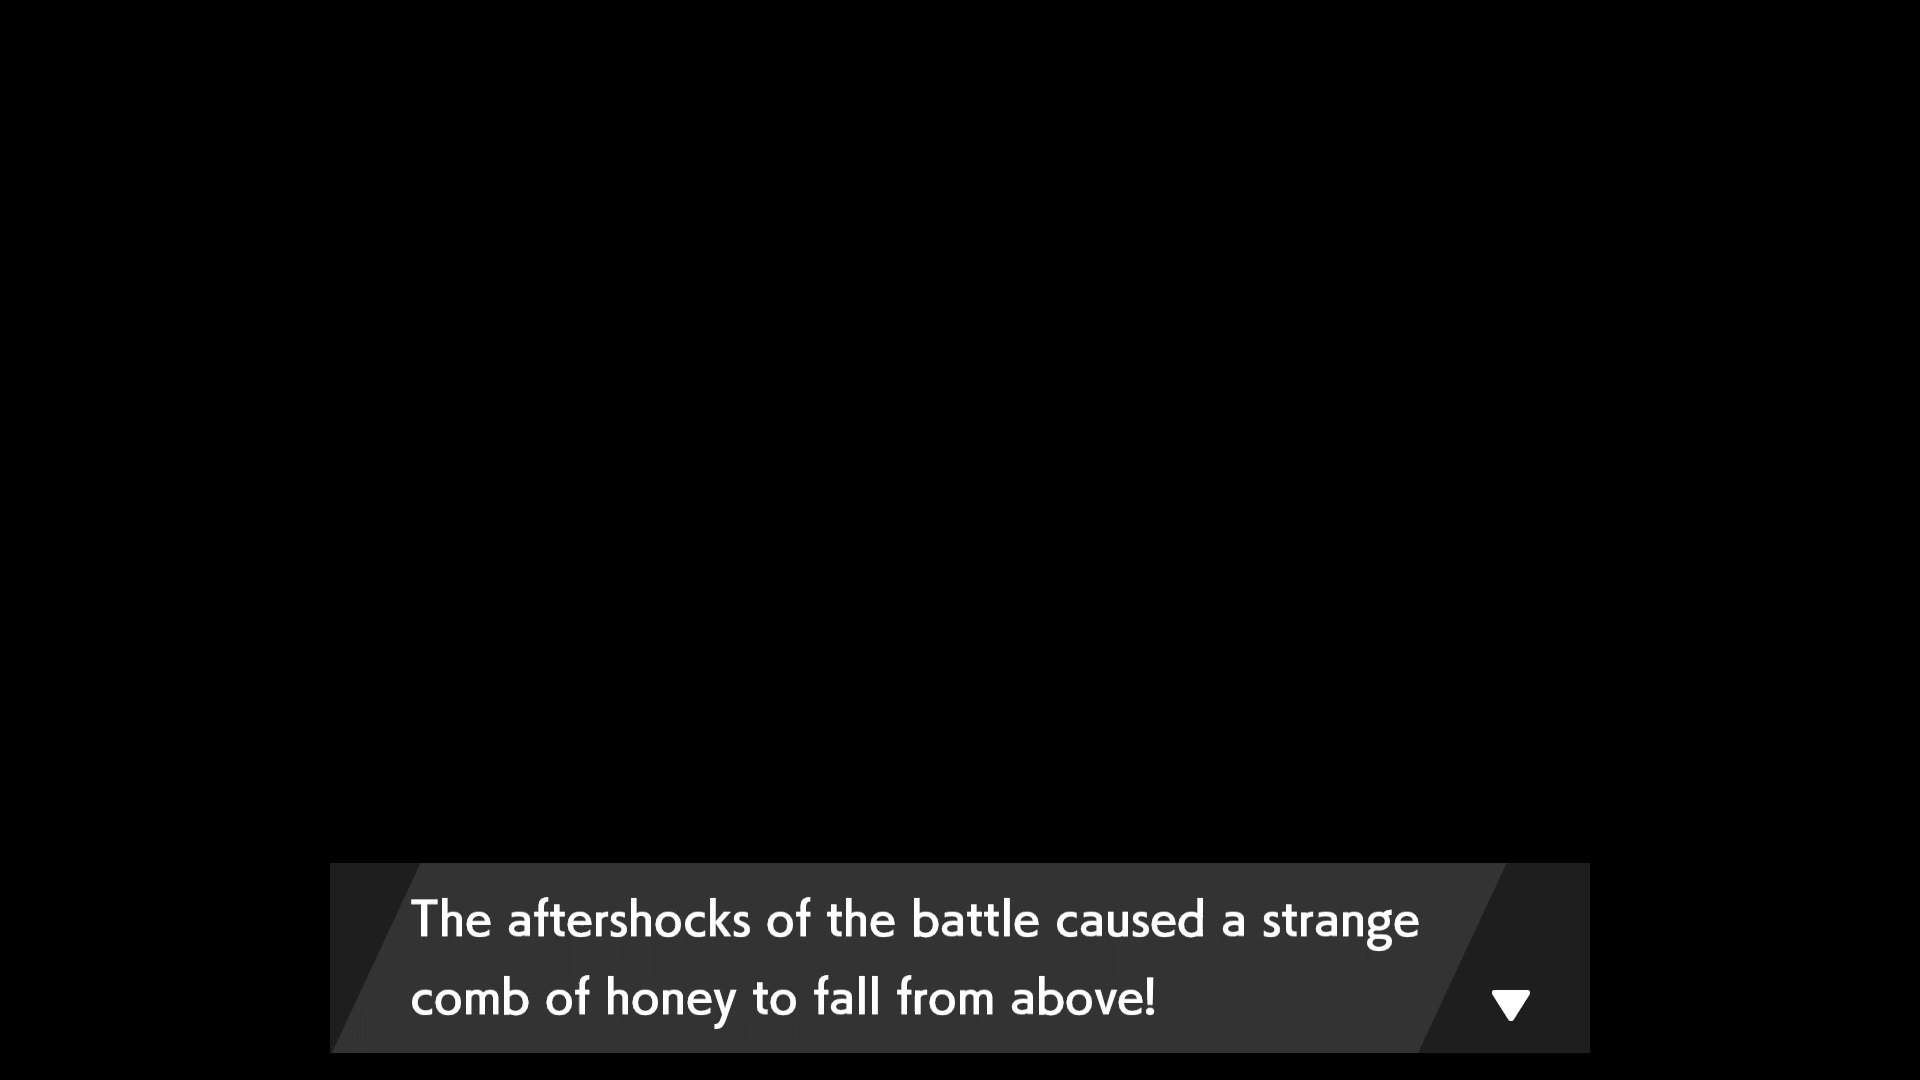 The aftershocks of the battle caused a strange
comb of honey to fall from above!